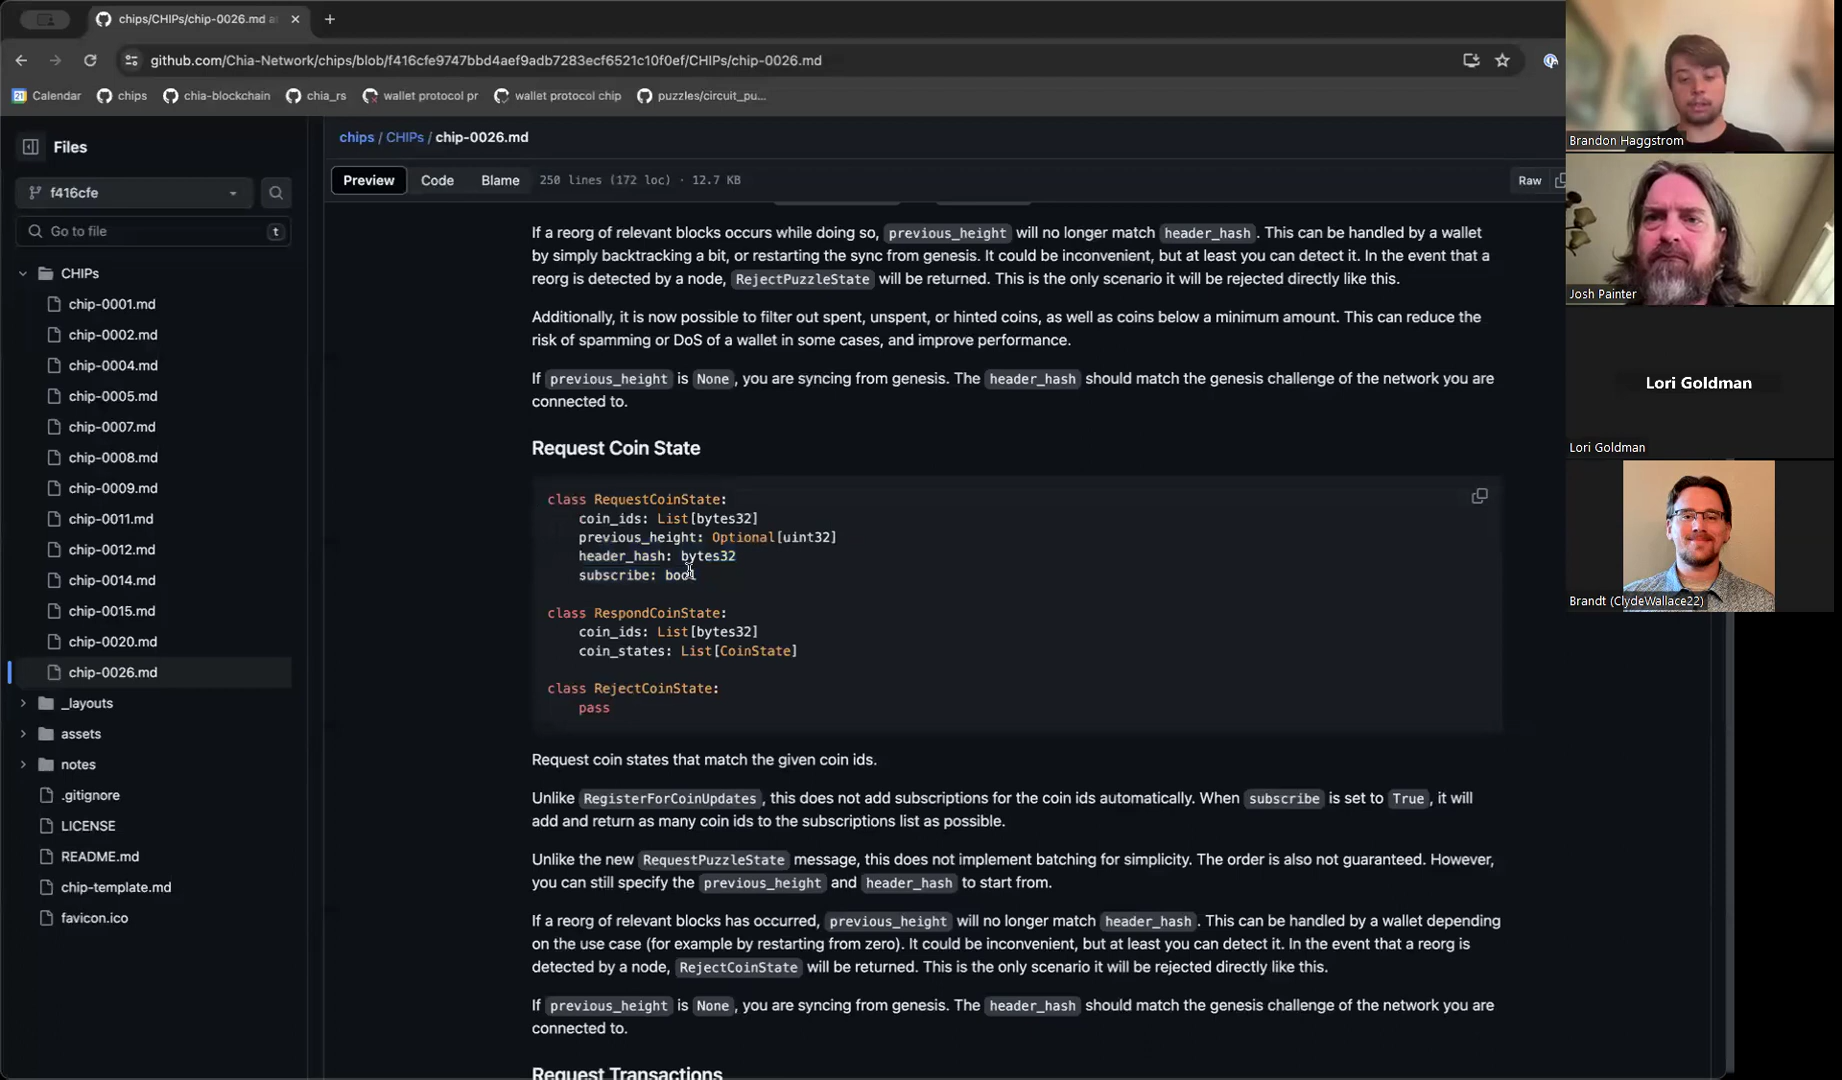 chips/CHIPs/chip-0026.md a
github.com/Chia-Network/chips/blob/f416cfe9747bbd4aef9adb7283ecf6521c10f0ef/CHIPs/chip-0026.md
Calendar chips chia-blockchain chia_rs wallet protocol pr wallet protocol chip puzzles/circuit_pu...
Files
f416cfe
Go to file t
CHIPs
chip-0001.md
chip-0002.md
chip-0004.md
chip-0005.md
chip-0007.md
chip-0008.md
chip-0009.md
chip-0011.md
chip-0012.md
chip-0014.md
chip-0015.md
chip-0020.md
chip-0026.md
_layouts
assets
notes
.gitignore
LICENSE
README.md
chip-template.md
favicon.ico
chips / CHIPs / chip-0026.md
Preview Code Blame 250 lines (172 loc) · 12.7 KB Raw
If a reorg of relevant blocks occurs while doing so, previous_height will no longer match header_hash. This can be handled by a wallet
by simply backtracking a bit, or restarting the sync from genesis. It could be inconvenient, but at least you can detect it. In the event that a
reorg is detected by a node, RejectPuzzleState will be returned. This is the only scenario it will be rejected directly like this.
Additionally, it is now possible to filter out spent, unspent, or hinted coins, as well as coins below a minimum amount. This can reduce the
risk of spamming or DoS of a wallet in some cases, and improve performance.
If previous_height is None, you are syncing from genesis. The header_hash should match the genesis challenge of the network you are
connected to.
Request Coin State
class RequestCoinState:
coin_ids: List[bytes32]
previous_height: Optional[uint32]
header_hash: bytes32
subscribe: bool
class RespondCoinState:
coin_ids: List[bytes32]
coin_states: List[CoinState]
class RejectCoinState:
pass
Request coin states that match the given coin ids.
Unlike RegisterForCoinUpdates, this does not add subscriptions for the coin ids automatically. When subscribe is set to True, it will
add and return as many coin ids to the subscriptions list as possible.
Unlike the new RequestPuzzleState message, this does not implement batching for simplicity. The order is also not guaranteed. However,
you can still specify the previous_height and header_hash to start from.
If a reorg of relevant blocks has occurred, previous_height will no longer match header_hash. This can be handled by a wallet depending
on the use case (for example by restarting from zero). It could be inconvenient, but at least you can detect it. In the event that a reorg is
detected by a node, RejectCoinState will be returned. This is the only scenario it will be rejected directly like this.
If previous_height is None, you are syncing from genesis. The header_hash should match the genesis challenge of the network you are
connected to.
Request Transactions
Brandon Haggstrom
Josh Painter
Lori Goldman
Lori Goldman
Brandt (ClydeWallace22)